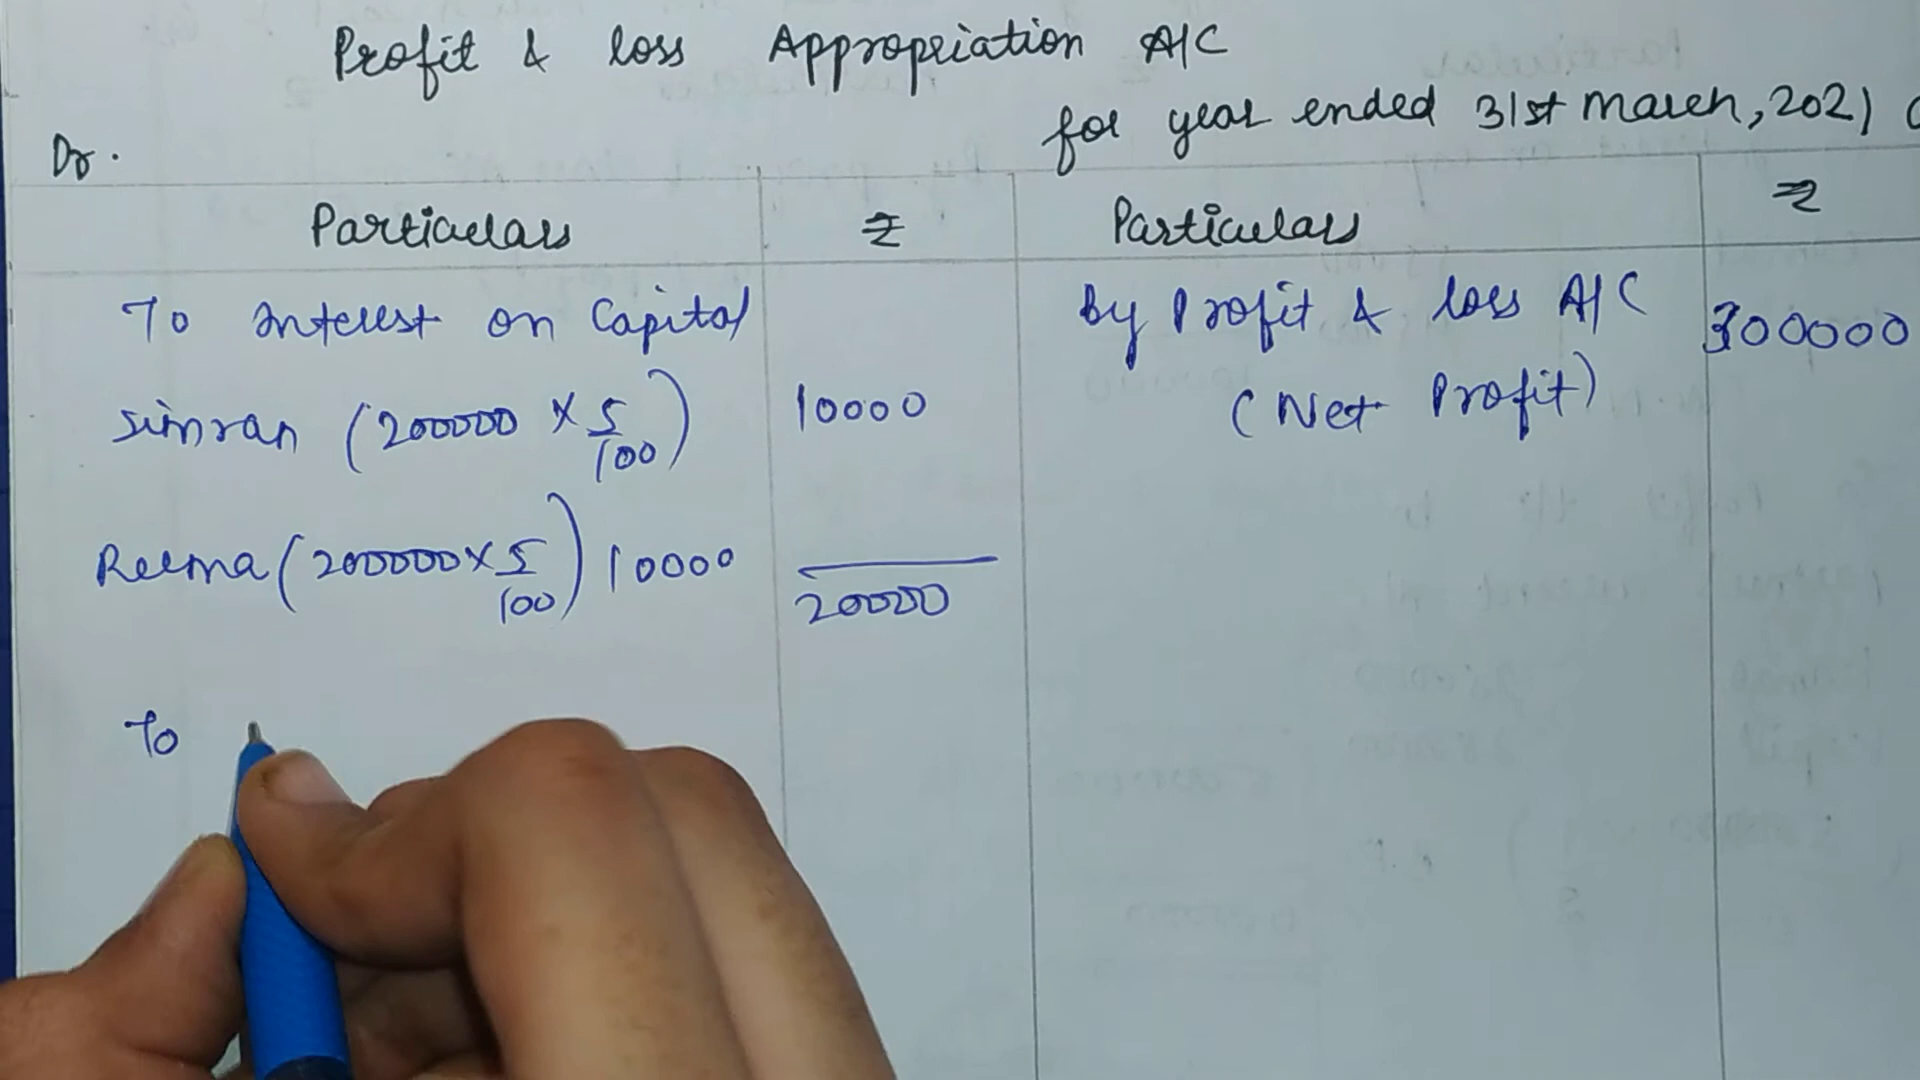 Profit & loss Appropriation A/C
for year ended 31st march, 2021
Dr.
Particulars ₹ Particulars ₹
To Interest on Capital By Profit & loss A/C 300000
Simran (200000 × 5/100) 10000 (Net Profit)
Reema (200000 × 5/100) 10000
20000
To